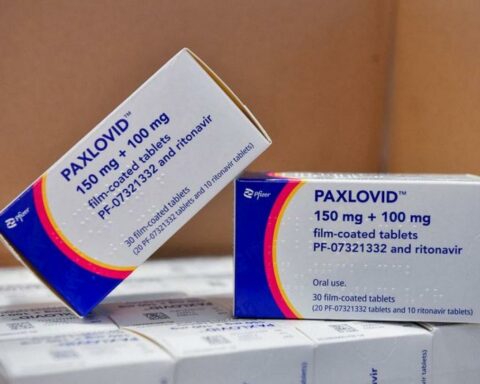 Pfizer
PAXLOVID™
150 mg + 100 mg
film-coated tablets
PF-07321332 and ritonavir
30 film-coated tablets
(20 PF-07321332 tablets and 10 ritonavir tablets)
Pfizer
PAXLOVID™
150 mg + 100 mg
film-coated tablets
PF-07321332 and ritonavir
Oral use.
30 film-coated tablets
(20 PF-07321332 tablets and 10 ritonavir tablets)